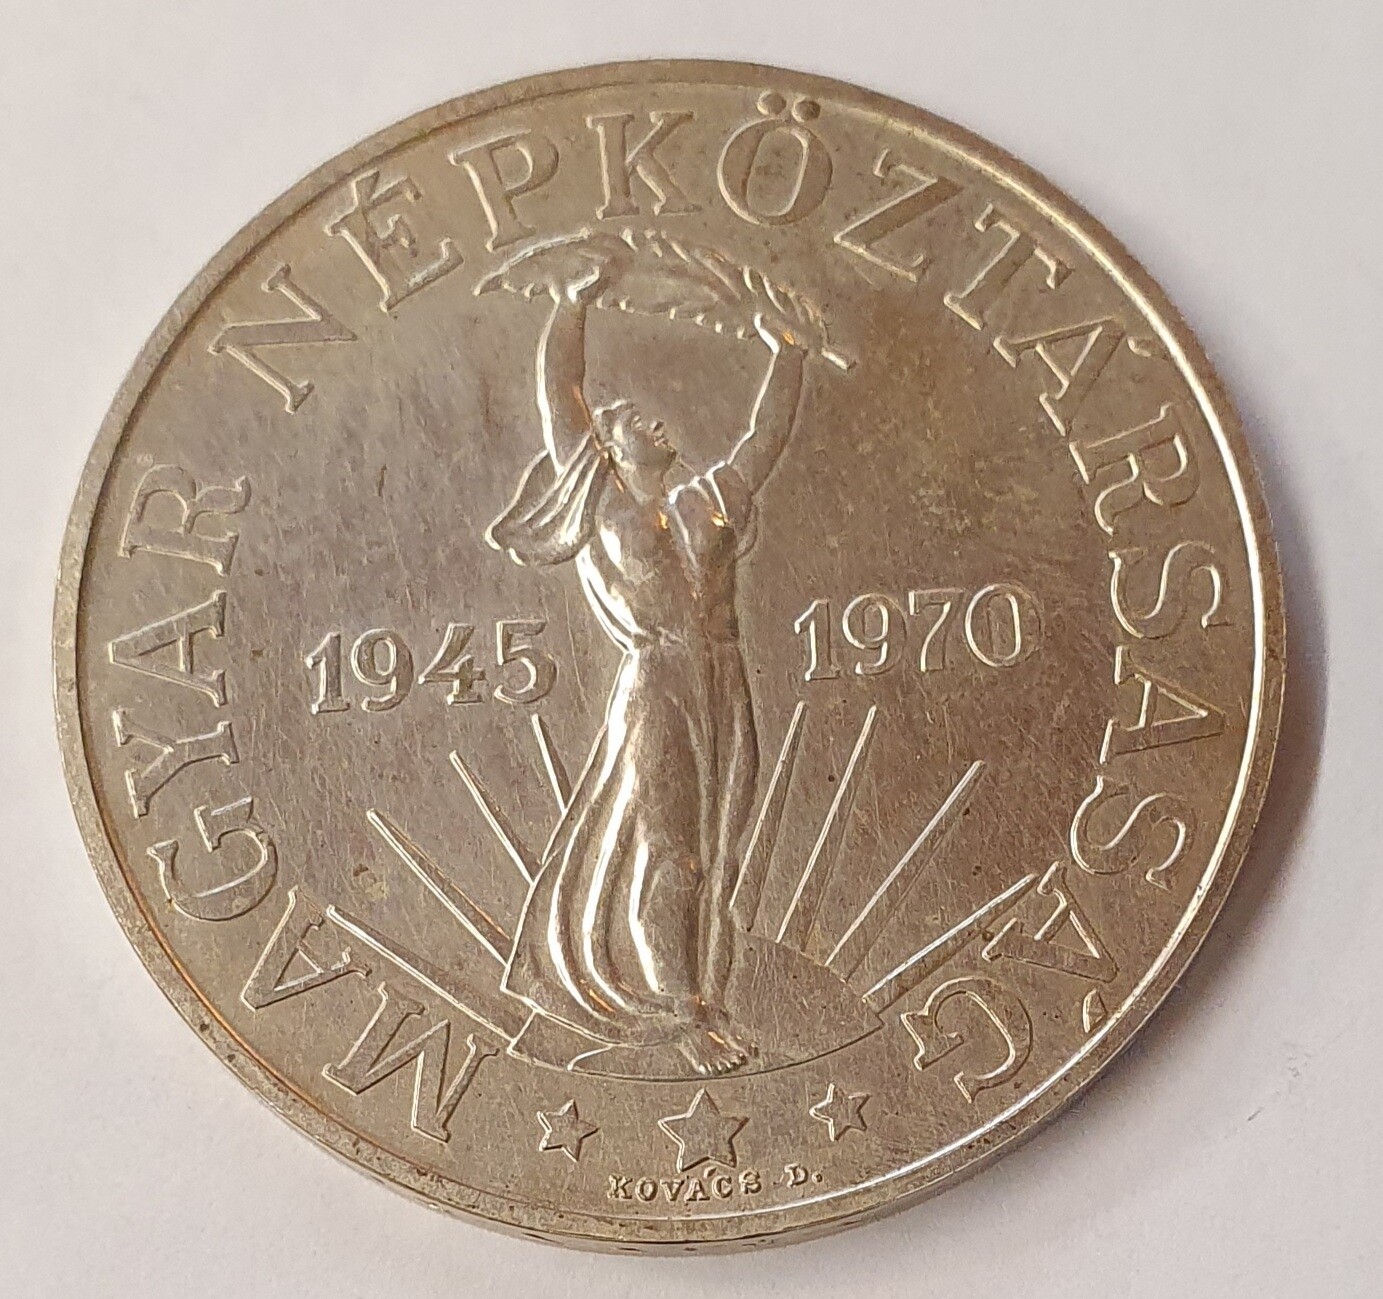 MAGYAR NÉPKÖZTÁRSASÁG
1945 1970
KOVÁCS D.